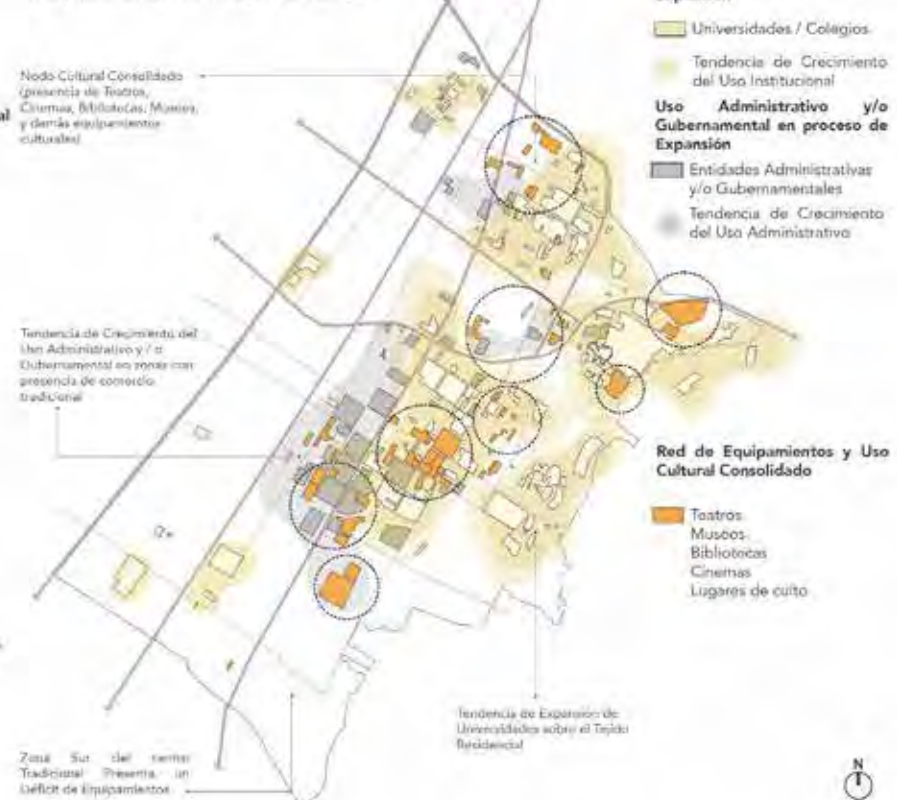 Universidades / Colegios
Tendencia de Crecimiento
del Uso Institucional
Uso Administrativo y/o
Gubernamental en proceso de
Expansión
Entidades Administrativas
y/o Gubernamentales
Tendencia de Crecimiento
del Uso Administrativo
Nodo Cultural Consolidado
(presencia de Teatros,
Cinemas, Bibliotecas, Museos,
y demás equipamientos
culturales)
Tendencia de Crecimiento del
Uso Administrativo y / o
Gubernamental en zonas con
presencia de comercio
tradicional
Red de Equipamientos y Uso
Cultural Consolidado
Teatros
Museos
Bibliotecas
Cinemas
Lugares de culto
Tendencia de Expansión de
Universidades sobre el Tejido
Residencial
Zona Sur del
Tradicional Presenta un
Déficit de Equipamientos
N